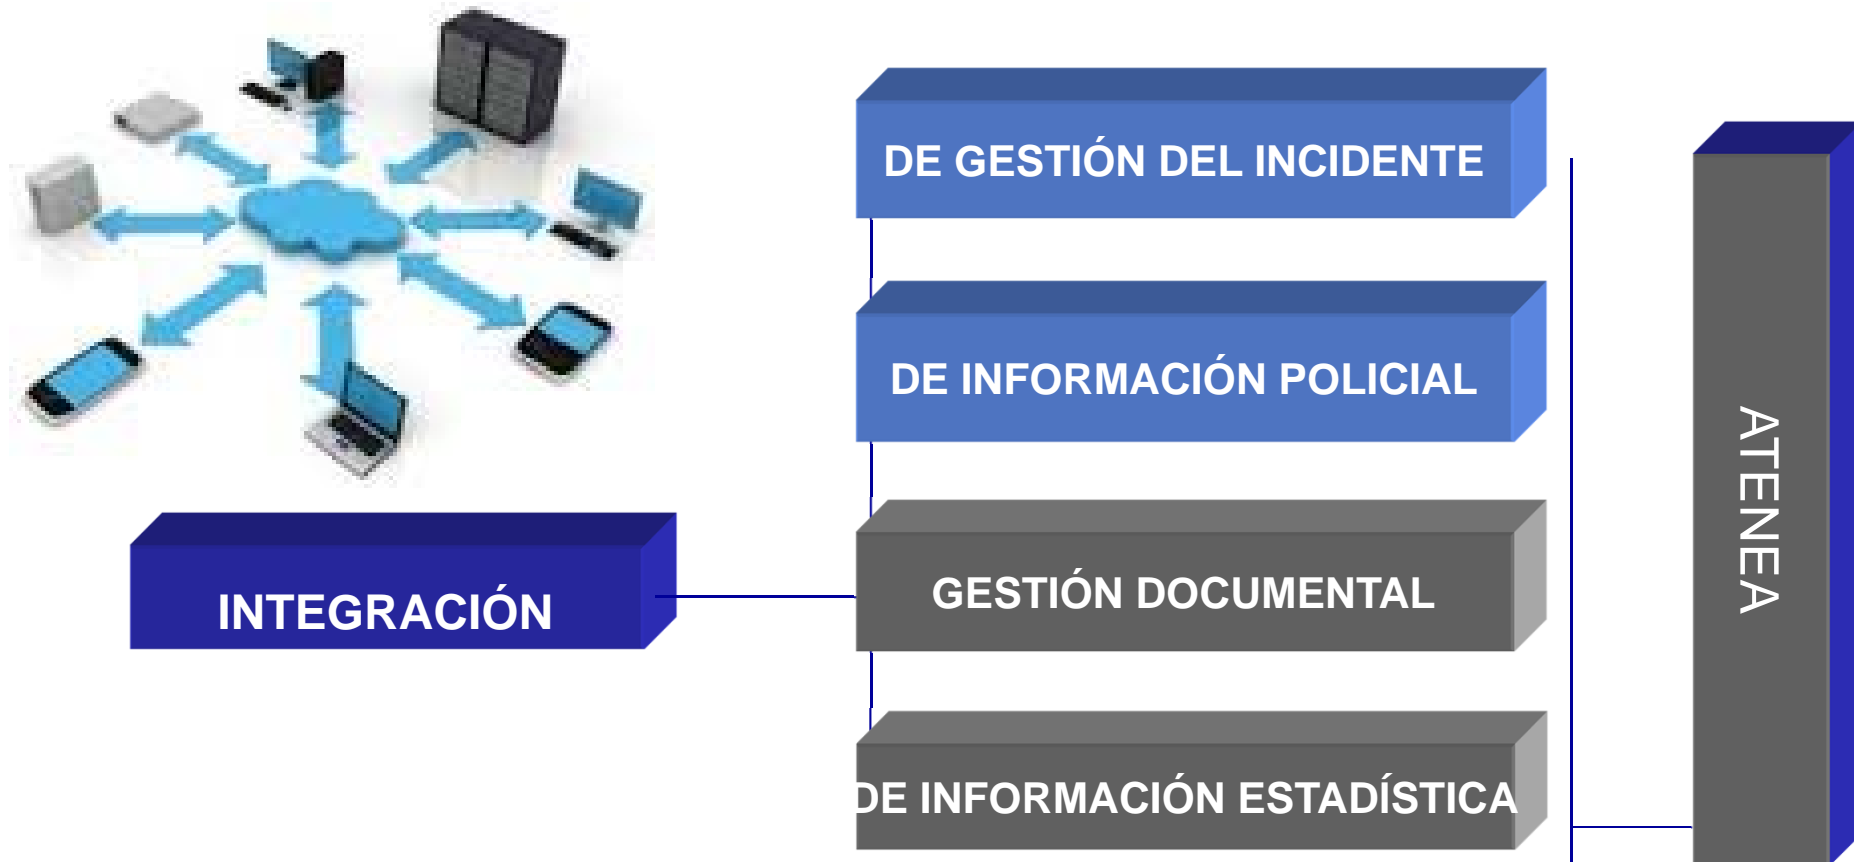 DE GESTIÓN DEL INCIDENTE
DE INFORMACIÓN POLICIAL
INTEGRACIÓN
GESTIÓN DOCUMENTAL
DE INFORMACIÓN ESTADÍSTICA
ATENEA